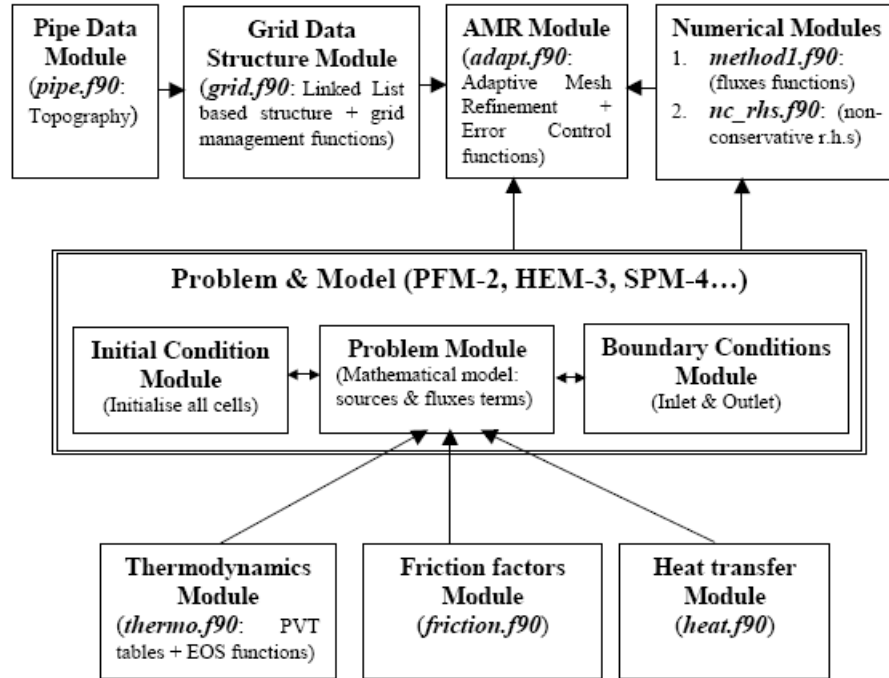 Pipe Data
Module
(pipe.f90:
Topography)
Grid Data
Structure Module
(grid.f90: Linked List
based structure + grid
management functions)
AMR Module
(adapt.f90:
Adaptive Mesh
Refinement +
Error Control
functions)
Numerical Modules
1. method1.f90:
(fluxes functions)
2. nc_rhs.f90: (non-
conservative r.h.s)
Problem & Model (PFM-2, HEM-3, SPM-4…)
Initial Condition
Module
(Initialise all cells)
Problem Module
(Mathematical model:
sources & fluxes terms)
Boundary Conditions
Module
(Inlet & Outlet)
Thermodynamics
Module
(thermo.f90: PVT
tables + EOS functions)
Friction factors
Module
(friction.f90)
Heat transfer
Module
(heat.f90)